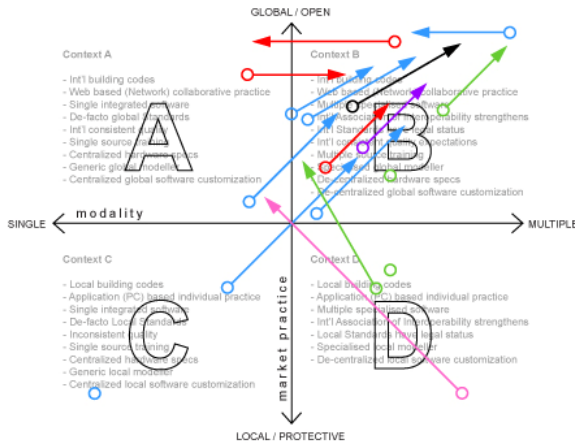 GLOBAL / OPEN
Context A
- Int'l building codes
- Web based (Network) collaborative practice
- Single integrated software
- De-facto global Standards
- Int'l consistent quality
- Single source training
- Centralized hardware specs
- Generic global modeller
- Centralized global software customization
A
Context B
- Int'l building codes
- Web based (Network) collaborative practice
- Multiple specialised software
- Int'l Association of interoperability strengthens
- Int'l Standards have legal status
- Int'l consistent quality expectations
- Multiple source training
- Specialised global modeller
- De-centralized hardware specs
- De-centralized global software customization
B
SINGLE
modality
MULTIPLE
Context C
- Local building codes
- Application (PC) based individual practice
- Single integrated software
- De-facto Local Standards
- Inconsistent quality
- Single source training
- Centralized hardware specs
- Generic local modeller
- Centralized local software customization
C
market practice
Context D
- Local building codes
- Application (PC) based individual practice
- Multiple specialised software
- Int'l Association of interoperability strengthens
- Local Standards have legal status
- Specialised local modeller
- De-centralized local software customization
D
LOCAL / PROTECTIVE